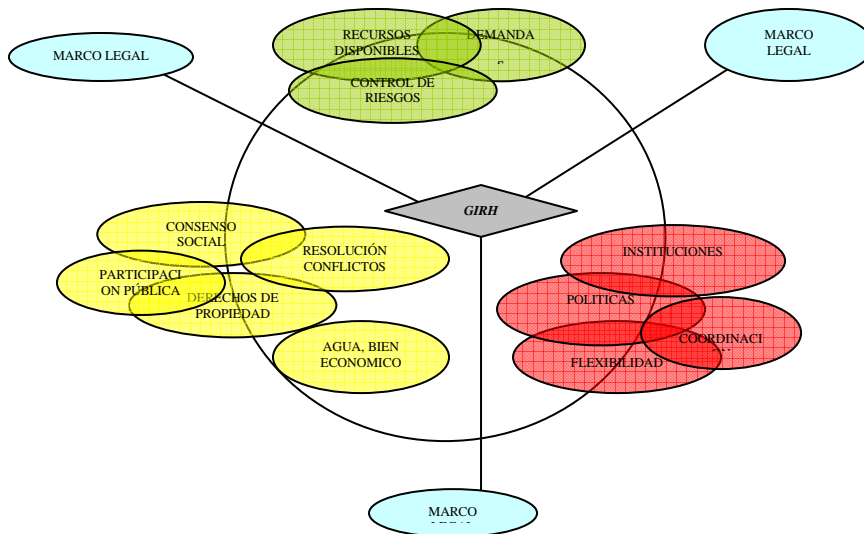 RECURSOS
DISPONIBLES
DEMANDA
S
CONTROL DE
RIESGOS
MARCO LEGAL
MARCO
LEGAL
GIRH
CONSENSO
SOCIAL
RESOLUCIÓN
CONFLICTOS
PARTICIPACI
ON PÚBLICA
DERECHOS DE
PROPIEDAD
AGUA, BIEN
ECONOMICO
INSTITUCIONES
POLITICAS
COORDINACI
FLEXIBILIDAD
MARCO
LEGAL